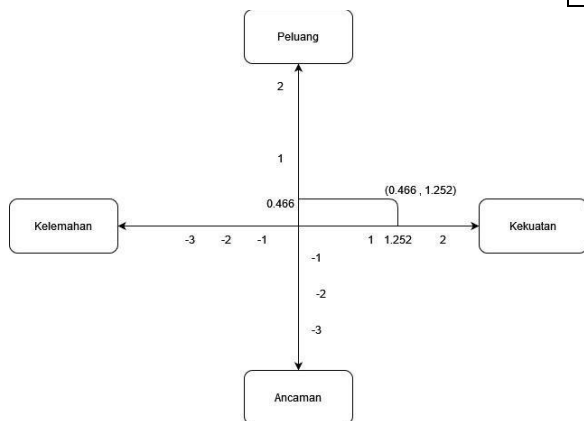 Peluang
2
1
(0.466 , 1.252)
0.466
Kelemahan
Kekuatan
-3 -2 -1 1 1.252 2
-1
-2
-3
Ancaman